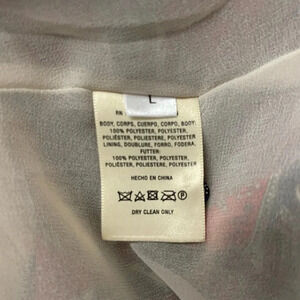 L
RN
BODY, CORPS, CUERPO, CORPO, BODY:
100% POLYESTER, POLYESTER,
POLIÉSTER, POLIESTERE, POLYESTER
LINING, DOUBLURE, FORRO, FODERA,
FUTTER:
100% POLYESTER, POLYESTER,
POLIÉSTER, POLIESTERE, POLYESTER
HECHO EN CHINA
DRY CLEAN ONLY